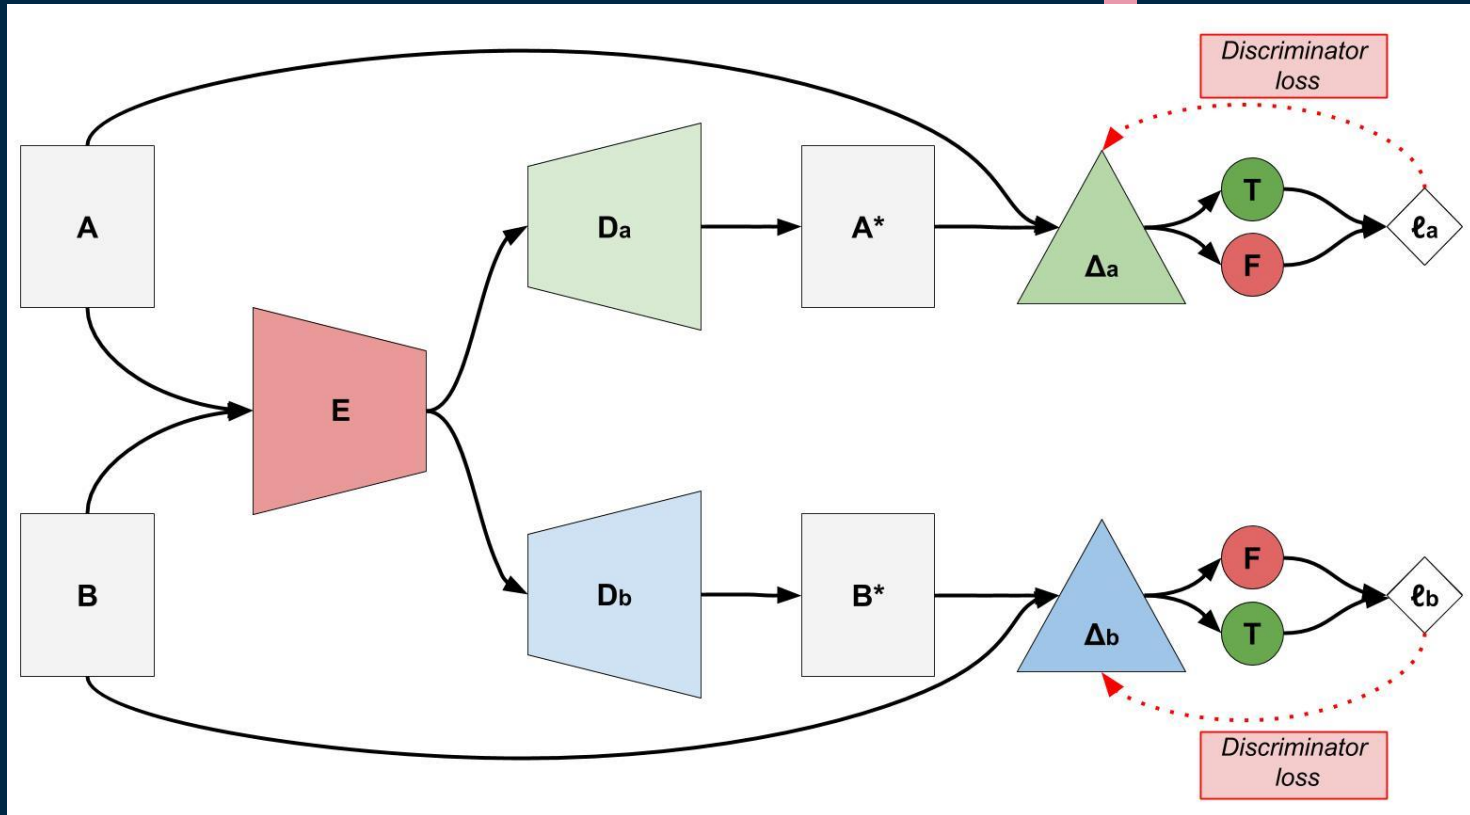 Discriminator
loss
A
Da
A*
Δa
T
F
ℓa
E
B
Db
B*
Δb
F
T
ℓb
Discriminator
loss